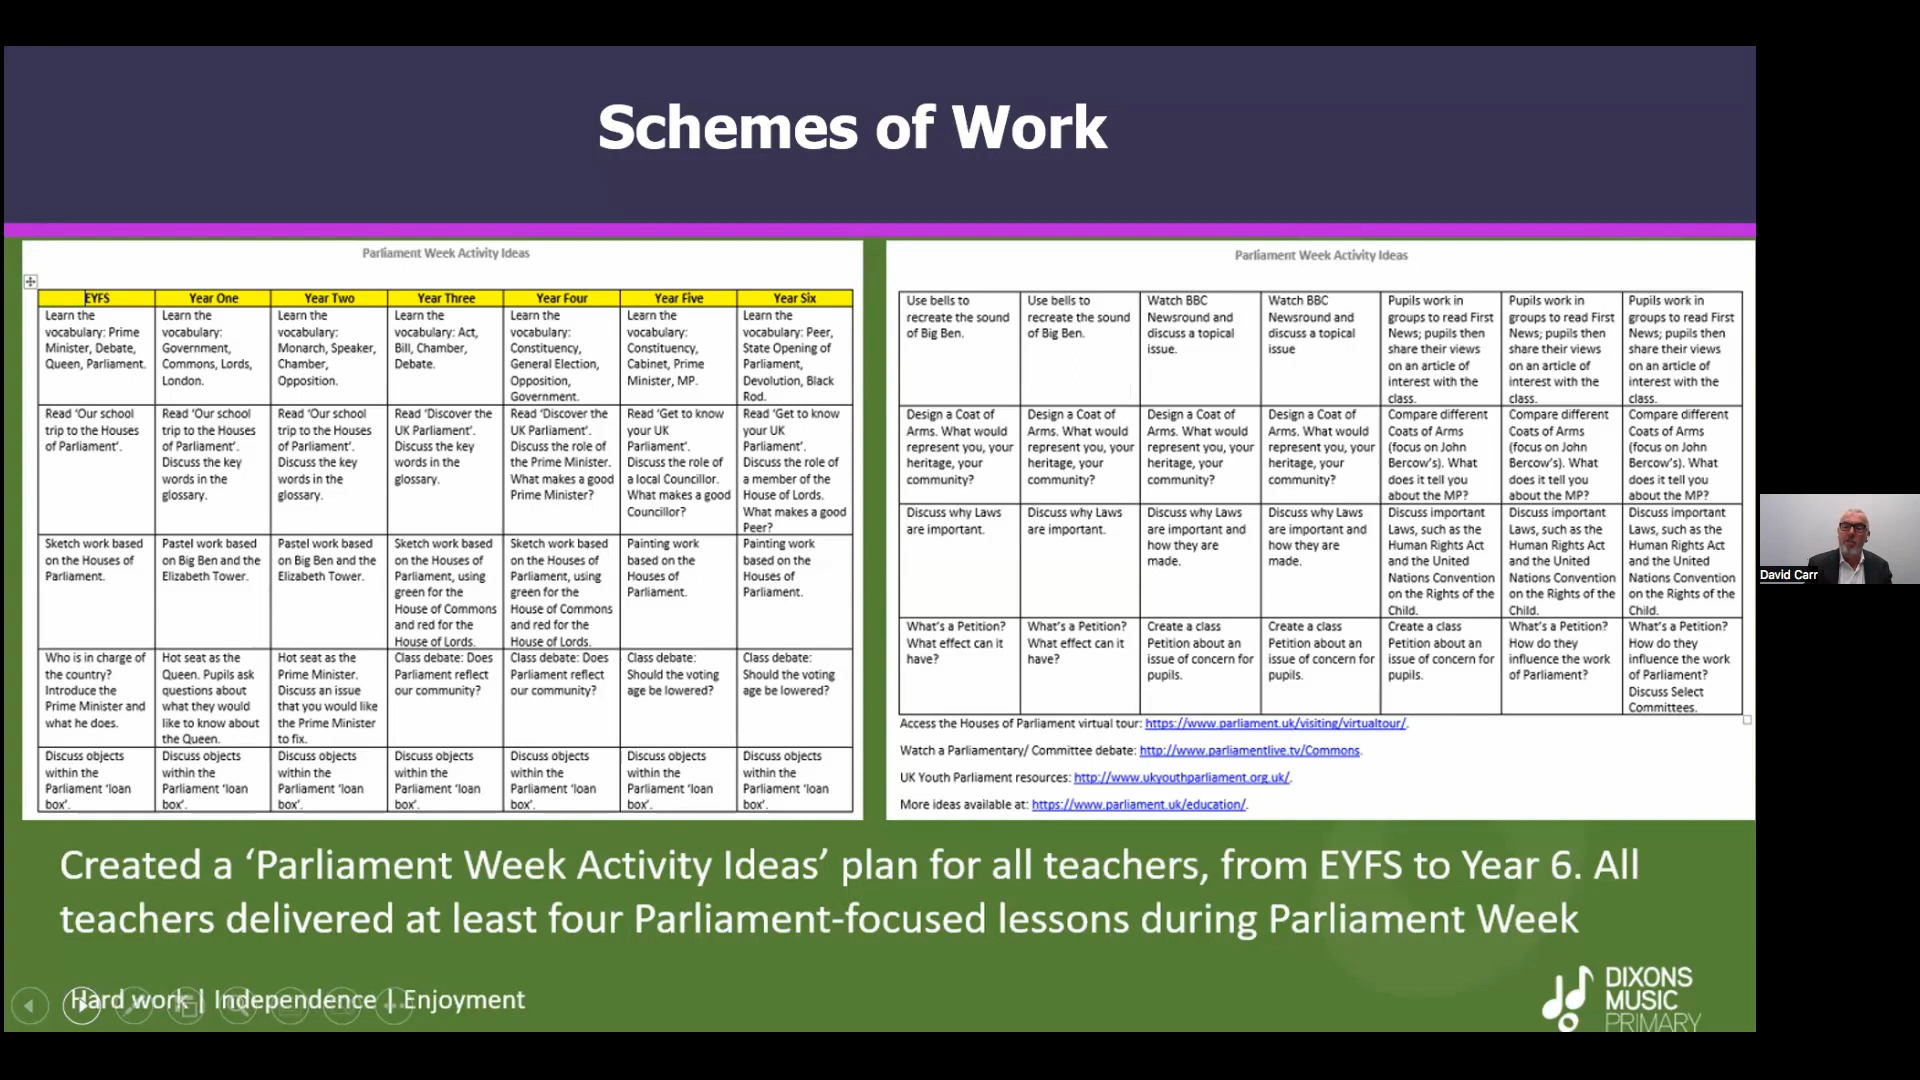 Schemes of Work
Parliament Week Activity Ideas
EYFS
Year One
Year Two
Year Three
Year Four
Year Five
Year Six
Learn the
vocabulary: Prime
Minister, Debate,
Queen, Parliament.
Learn the
vocabulary:
Government,
Commons, Lords,
London.
Learn the
vocabulary:
Monarch, Speaker,
Chamber,
Opposition.
Learn the
vocabulary: Act,
Bill, Chamber,
Debate.
Learn the
vocabulary:
Constituency,
General Election,
Opposition,
Government.
Learn the
vocabulary:
Constituency,
Cabinet, Prime
Minister, MP.
Learn the
vocabulary: Peer,
State Opening of
Parliament,
Devolution, Black
Rod.
Read ‘Our school
trip to the Houses
of Parliament’.
Read ‘Our school
trip to the Houses
of Parliament’.
Discuss the key
words in the
glossary.
Read ‘Our school
trip to the Houses
of Parliament’.
Discuss the key
words in the
glossary.
Read ‘Discover the
UK Parliament’.
Discuss the key
words in the
glossary.
Read ‘Discover the
UK Parliament’.
Discuss the role of
the Prime Minister.
What makes a good
Prime Minister?
Read ‘Get to know
your UK
Parliament’.
Discuss the role of
a local Councillor.
What makes a good
Councillor?
Read ‘Get to know
your UK
Parliament’.
Discuss the role of
a member of the
House of Lords.
What makes a good
Peer?
Sketch work based
on the Houses of
Parliament.
Pastel work based
on Big Ben and the
Elizabeth Tower.
Pastel work based
on Big Ben and the
Elizabeth Tower.
Sketch work based
on the Houses of
Parliament, using
green for the
House of Commons
and red for the
House of Lords.
Sketch work based
on the Houses of
Parliament, using
green for the
House of Commons
and red for the
House of Lords.
Painting work
based on the
Houses of
Parliament.
Painting work
based on the
Houses of
Parliament.
Who is in charge of
the country?
Introduce the
Prime Minister and
what he does.
Hot seat as the
Queen. Pupils ask
questions about
what they would
like to know about
the Queen.
Hot seat as the
Prime Minister.
Discuss an issue
that you would like
the Prime Minister
to fix.
Class debate: Does
Parliament reflect
our community?
Class debate: Does
Parliament reflect
our community?
Class debate:
Should the voting
age be lowered?
Class debate:
Should the voting
age be lowered?
Discuss objects
within the
Parliament ‘loan
box’.
Discuss objects
within the
Parliament ‘loan
box’.
Discuss objects
within the
Parliament ‘loan
box’.
Discuss objects
within the
Parliament ‘loan
box’.
Discuss objects
within the
Parliament ‘loan
box’.
Discuss objects
within the
Parliament ‘loan
box’.
Discuss objects
within the
Parliament ‘loan
box’.
Parliament Week Activity Ideas
Use bells to
recreate the sound
of Big Ben.
Use bells to
recreate the sound
of Big Ben.
Watch BBC
Newsround and
discuss a topical
issue.
Watch BBC
Newsround and
discuss a topical
issue
Pupils work in
groups to read First
News; pupils then
share their views
on an article of
interest with the
class.
Pupils work in
groups to read First
News; pupils then
share their views
on an article of
interest with the
class.
Pupils work in
groups to read First
News; pupils then
share their views
on an article of
interest with the
class.
Design a Coat of
Arms. What would
represent you, your
heritage, your
community?
Design a Coat of
Arms. What would
represent you, your
heritage, your
community?
Design a Coat of
Arms. What would
represent you, your
heritage, your
community?
Design a Coat of
Arms. What would
represent you, your
heritage, your
community?
Compare different
Coats of Arms
(focus on John
Bercow’s). What
does it tell you
about the MP?
Compare different
Coats of Arms
(focus on John
Bercow’s). What
does it tell you
about the MP?
Compare different
Coats of Arms
(focus on John
Bercow’s). What
does it tell you
about the MP?
Discuss why Laws
are important.
Discuss why Laws
are important.
Discuss why Laws
are important and
how they are
made.
Discuss why Laws
are important and
how they are
made.
Discuss important
Laws, such as the
Human Rights Act
and the United
Nations Convention
on the Rights of the
Child.
Discuss important
Laws, such as the
Human Rights Act
and the United
Nations Convention
on the Rights of the
Child.
Discuss important
Laws, such as the
Human Rights Act
and the United
Nations Convention
on the Rights of the
Child.
What’s a Petition?
What effect can it
have?
What’s a Petition?
What effect can it
have?
Create a class
Petition about an
issue of concern for
pupils.
Create a class
Petition about an
issue of concern for
pupils.
Create a class
Petition about an
issue of concern for
pupils.
What’s a Petition?
How do they
influence the work
of Parliament?
What’s a Petition?
How do they
influence the work
of Parliament?
Discuss Select
Committees.
Access the Houses of Parliament virtual tour: https://www.parliament.uk/visiting/virtualtour/.
Watch a Parliamentary/ Committee debate: http://www.parliamentlive.tv/Commons.
UK Youth Parliament resources: http://www.ukyouthparliament.org.uk/.
More ideas available at: https://www.parliament.uk/education/.
David Carr
Created a ‘Parliament Week Activity Ideas’ plan for all teachers, from EYFS to Year 6. All
teachers delivered at least four Parliament-focused lessons during Parliament Week
Hard work | Independence | Enjoyment
DIXONS
MUSIC
PRIMARY